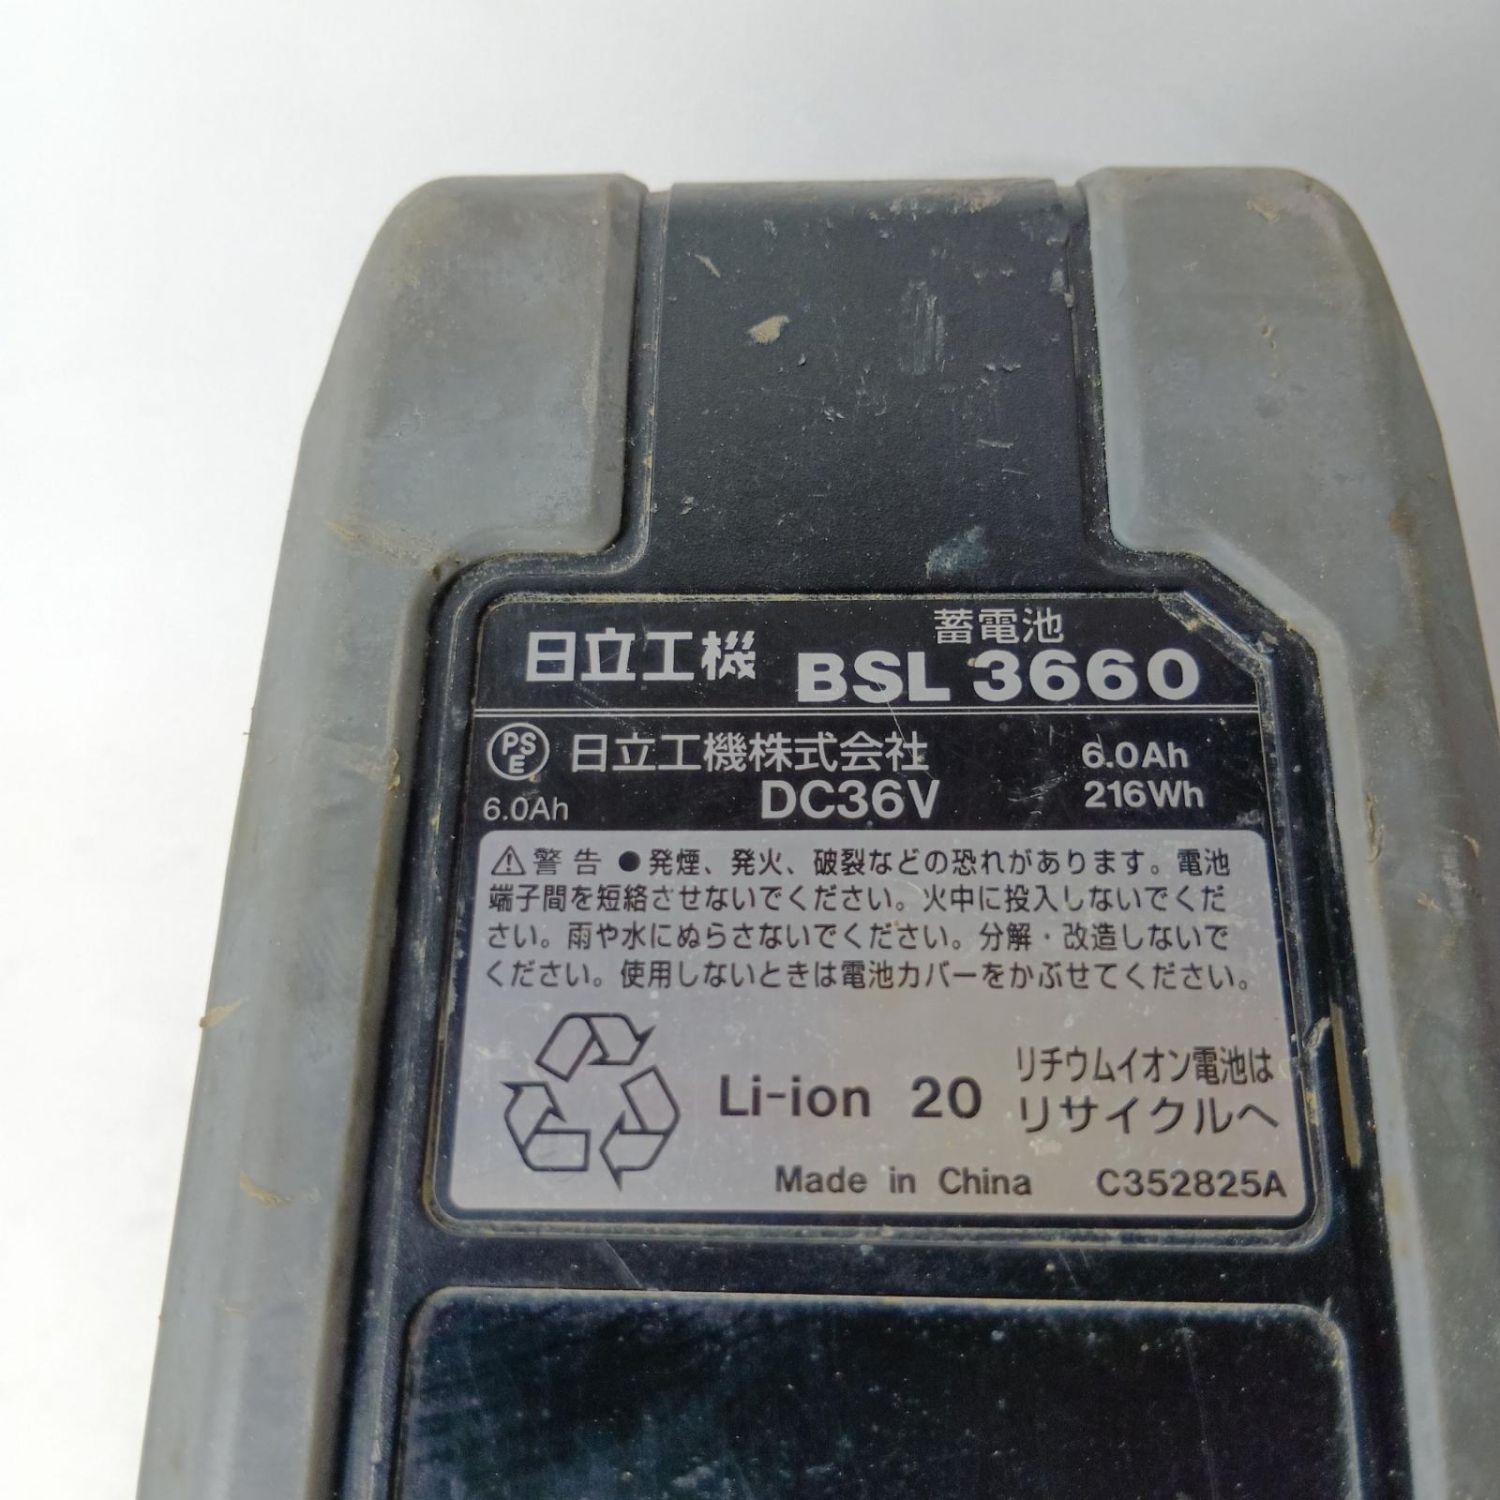 日立工機 蓄電池 BSL 3660
PSE 日立工機株式会社 6.0Ah
6.0Ah DC36V 216Wh
⚠警告 ●発煙、発火、破裂などの恐れがあります。電池
端子間を短絡させないでください。火中に投入しないでくだ
さい。雨や水にぬらさないでください。分解・改造しないで
ください。使用しないときは電池カバーをかぶせてください。
Li-ion 20 リチウムイオン電池は
リサイクルへ
Made in China C352825A